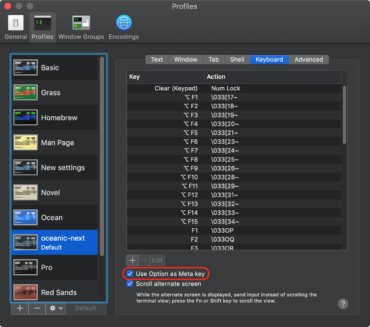 Profiles
General
Profiles
Window Groups
Encodings
Basic
Grass
Homebrew
Man Page
New settings
Novel
Ocean
oceanic-next
Default
Pro
Red Sands
+ − Default
Text Window Tab Shell Keyboard Advanced
Key Action
Clear (Keypad) Num Lock
⌥ F1 \033[17~
⌥ F2 \033[18~
⌥ F3 \033[19~
⌥ F4 \033[20~
⌥ F5 \033[21~
⌥ F6 \033[23~
⌥ F7 \033[24~
⌥ F8 \033[25~
⌥ F9 \033[26~
⌥ F10 \033[28~
⌥ F11 \033[29~
⌥ F12 \033[31~
⌥ F13 \033[32~
⌥ F14 \033[33~
⌥ F15 \033[34~
F1 \033OP
F2 \033OQ
F3 \033OR
+ − Edit
Use Option as Meta key
Scroll alternate screen
While the alternate screen is displayed, send input instead of scrolling the
terminal view; press the Fn or Shift key to scroll the view.
?